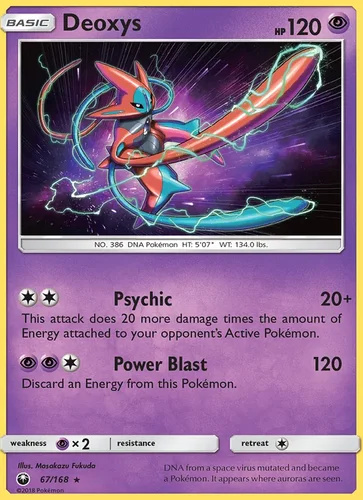 BASIC Deoxys HP 120
NO. 386 DNA Pokémon HT: 5'07" WT: 134.0 lbs.
Psychic 20+
This attack does 20 more damage times the amount of
Energy attached to your opponent's Active Pokémon.
Power Blast 120
Discard an Energy from this Pokémon.
weakness ×2 resistance retreat
Illus. Masakazu Fukuda
67/168 ★
©2018 Pokémon
DNA from a space virus mutated and became
a Pokémon. It appears where auroras are seen.